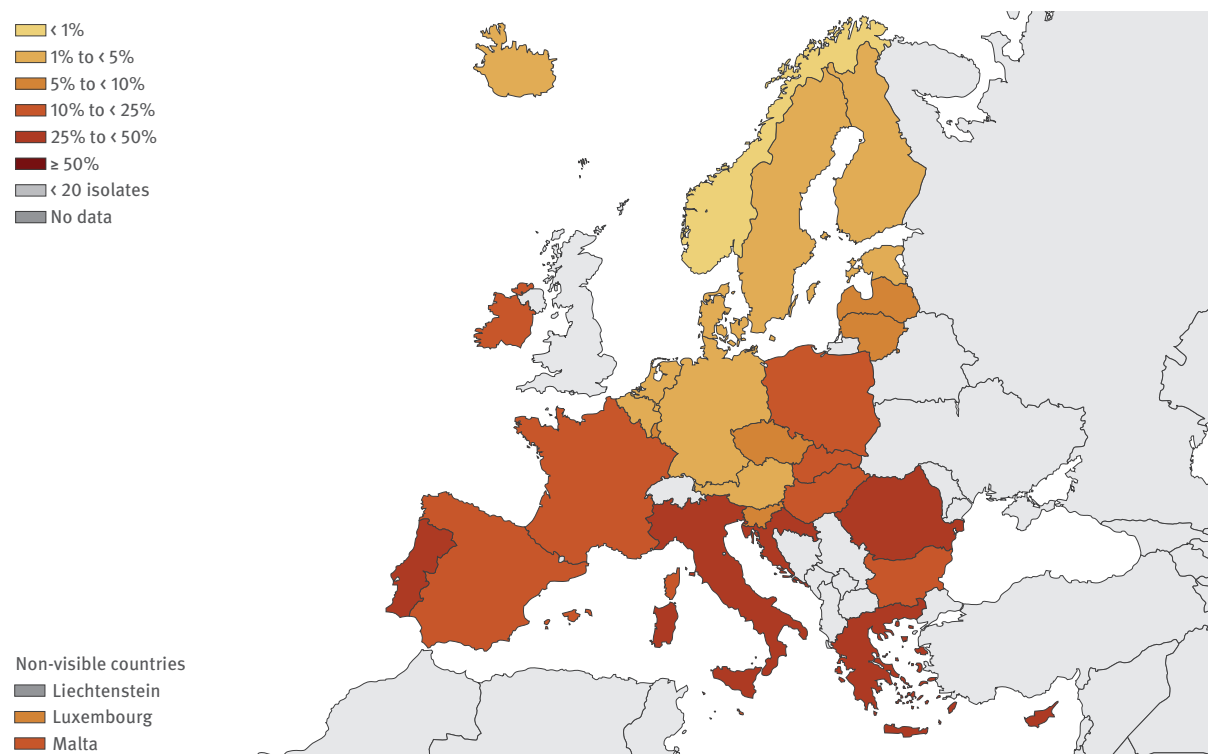 < 1%
1% to < 5%
5% to < 10%
10% to < 25%
25% to < 50%
≥ 50%
< 20 isolates
No data
Non-visible countries
Liechtenstein
Luxembourg
Malta